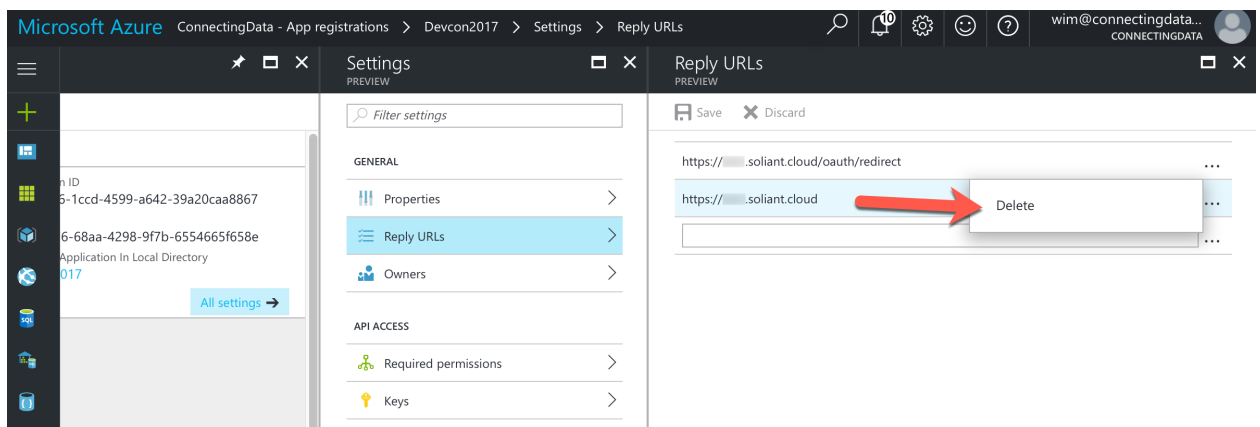 Microsoft Azure ConnectingData - App registrations > Devcon2017 > Settings > Reply URLs
10
wim@connectingdata...
CONNECTINGDATA
Settings
PREVIEW
Filter settings
GENERAL
Properties
Reply URLs
Owners
API ACCESS
Required permissions
Keys
n ID
6-1ccd-4599-a642-39a20caa8867
6-68aa-4298-9f7b-6554665f658e
Application In Local Directory
017
All settings →
SQL
Reply URLs
PREVIEW
Save Discard
https:// .soliant.cloud/oauth/redirect ...
https:// .soliant.cloud ...
Delete
...